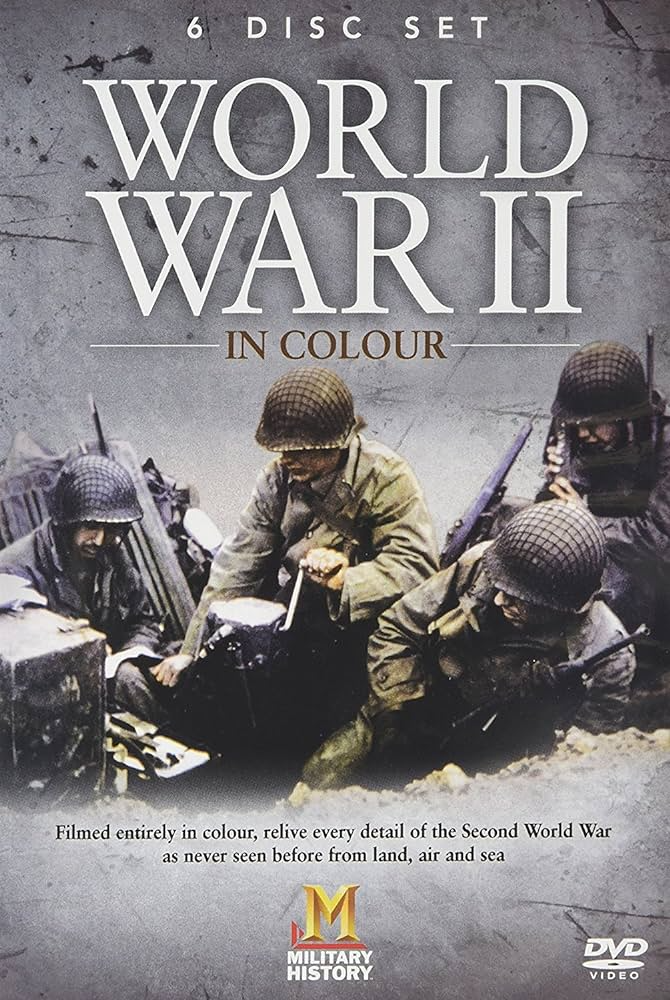 6 DISC SET
WORLD
WAR II
IN COLOUR
Filmed entirely in colour, relive every detail of the Second World War
as never seen before from land, air and sea
M
MILITARY
HISTORY
DVD
VIDEO